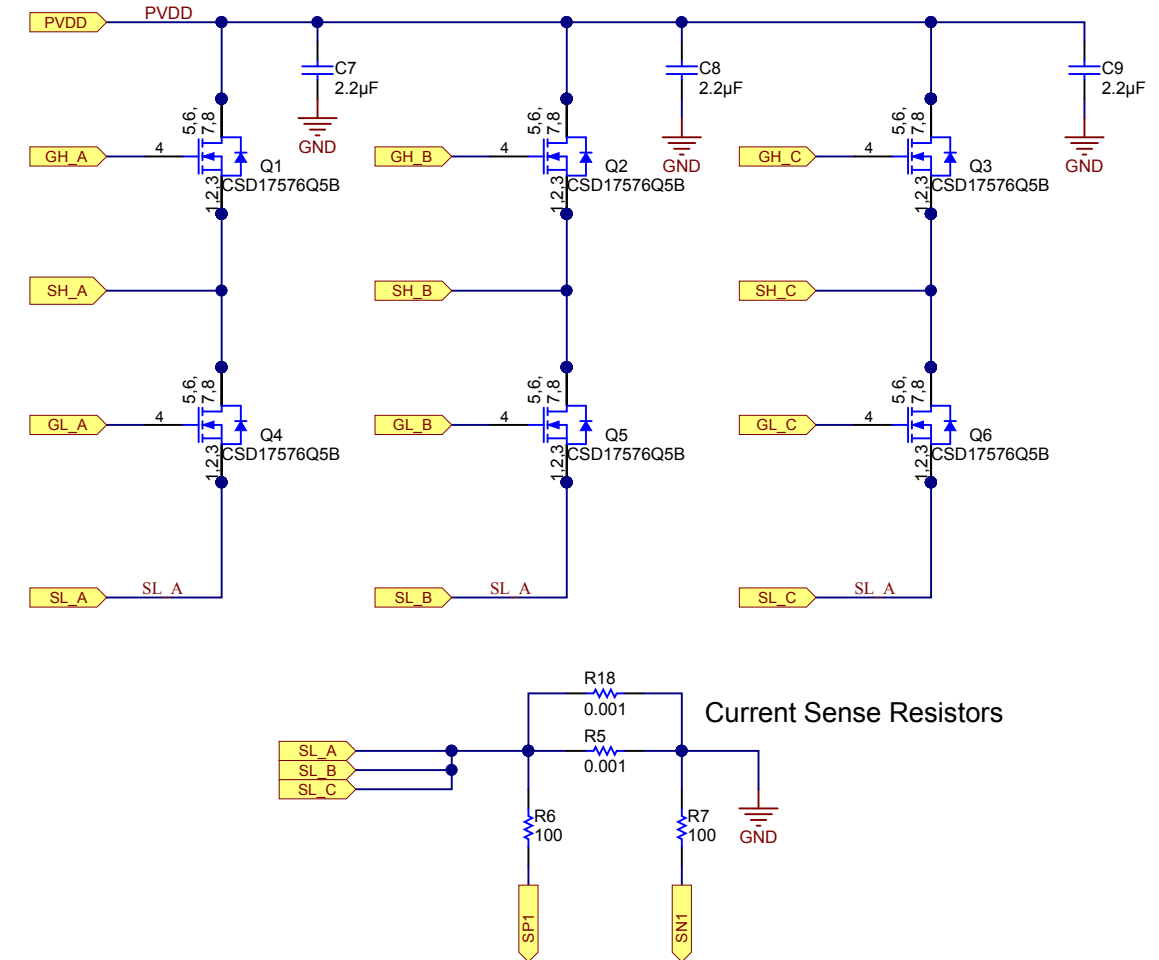 PVDD
PVDD
C7
2.2µF
GND
C8
2.2µF
GND
C9
2.2µF
GND
GH_A
4
5,6,
7,8
1,2,3
Q1
CSD17576Q5B
GH_B
4
5,6,
7,8
1,2,3
Q2
CSD17576Q5B
GH_C
4
5,6,
7,8
1,2,3
Q3
CSD17576Q5B
SH_A
SH_B
SH_C
GL_A
4
5,6,
7,8
1,2,3
Q4
CSD17576Q5B
GL_B
4
5,6,
7,8
1,2,3
Q5
CSD17576Q5B
GL_C
4
5,6,
7,8
1,2,3
Q6
CSD17576Q5B
SL_A
SL A
SL_B
SL A
SL_C
SL A
R18
0.001
Current Sense Resistors
R5
0.001
SL_A
SL_B
SL_C
R6
100
R7
100
GND
SP1
SN1